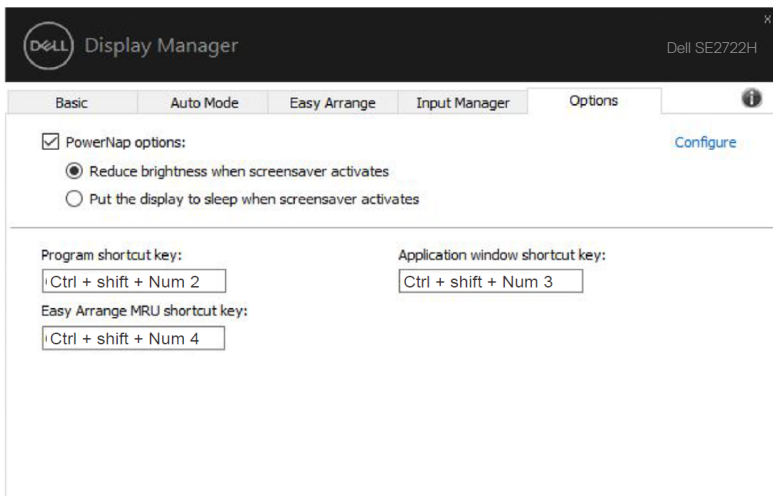 DELL Display Manager
Dell SE2722H
Basic Auto Mode Easy Arrange Input Manager Options
PowerNap options: Configure
Reduce brightness when screensaver activates
Put the display to sleep when screensaver activates
Program shortcut key: Application window shortcut key:
Ctrl + shift + Num 2 Ctrl + shift + Num 3
Easy Arrange MRU shortcut key:
Ctrl + shift + Num 4